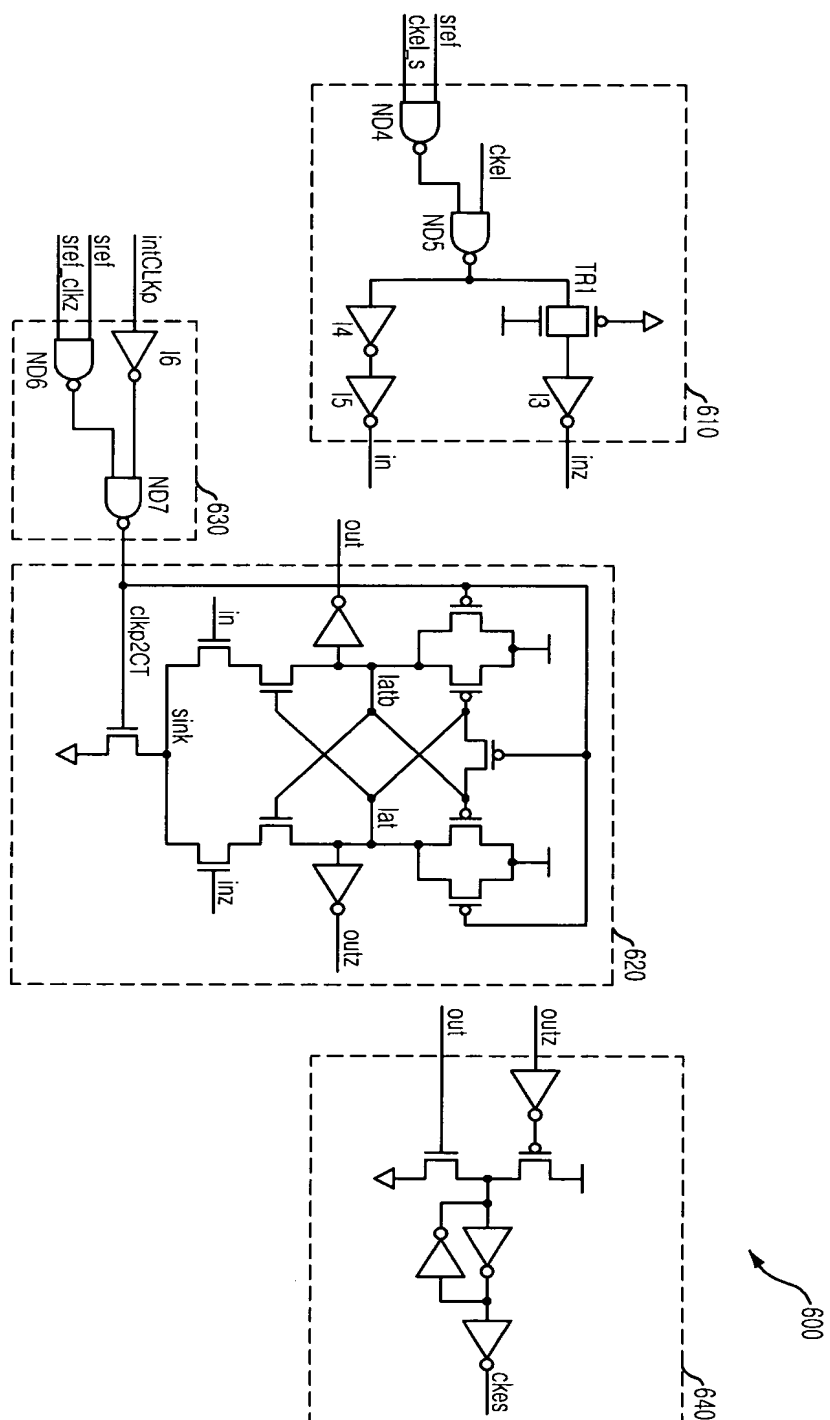 600
610
sref
ckel_s
ND4
ckel
ND5
TR1
I3
inz
I4
I5
in
630
intCLKp
I6
sref
sref_clkz
ND6
ND7
620
out
latb
lat
outz
in
inz
sink
clkp2CT
640
outz
out
ckes